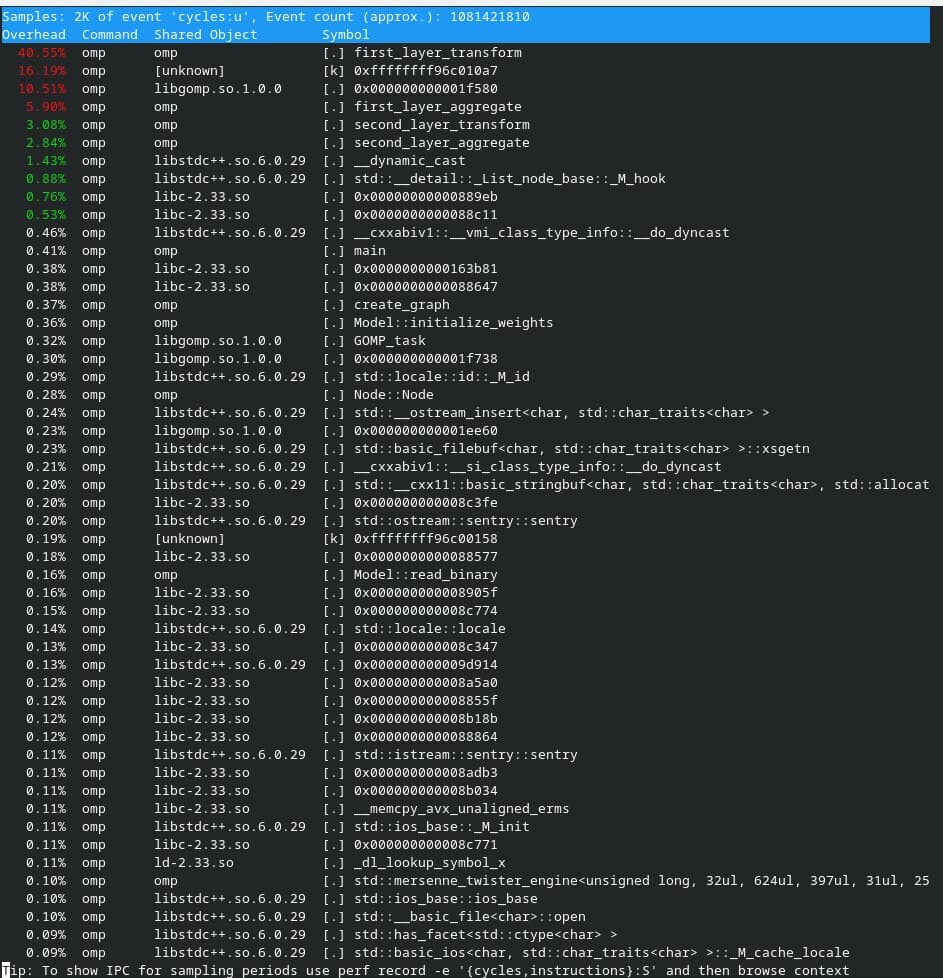 Samples: 2K of event 'cycles:u', Event count (approx.): 1081421810
Overhead  Command  Shared Object        Symbol
40.55%  omp      omp                  [.] first_layer_transform
16.19%  omp      [unknown]            [k] 0xffffffff96c010a7
10.51%  omp      libgomp.so.1.0.0     [.] 0x000000000001f580
5.90%  omp      omp                  [.] first_layer_aggregate
3.08%  omp      omp                  [.] second_layer_transform
2.84%  omp      omp                  [.] second_layer_aggregate
1.43%  omp      libstdc++.so.6.0.29  [.] __dynamic_cast
0.88%  omp      libstdc++.so.6.0.29  [.] std::__detail::_List_node_base::_M_hook
0.76%  omp      libc-2.33.so         [.] 0x00000000000889eb
0.53%  omp      libc-2.33.so         [.] 0x0000000000088c11
0.46%  omp      libstdc++.so.6.0.29  [.] __cxxabiv1::__vmi_class_type_info::__do_dyncast
0.41%  omp      omp                  [.] main
0.38%  omp      libc-2.33.so         [.] 0x0000000000163b81
0.38%  omp      libc-2.33.so         [.] 0x0000000000088647
0.37%  omp      omp                  [.] create_graph
0.36%  omp      omp                  [.] Model::initialize_weights
0.32%  omp      libgomp.so.1.0.0     [.] GOMP_task
0.30%  omp      libgomp.so.1.0.0     [.] 0x000000000001f738
0.29%  omp      libstdc++.so.6.0.29  [.] std::locale::id::_M_id
0.28%  omp      omp                  [.] Node::Node
0.24%  omp      libstdc++.so.6.0.29  [.] std::__ostream_insert<char, std::char_traits<char> >
0.23%  omp      libgomp.so.1.0.0     [.] 0x000000000001ee60
0.23%  omp      libstdc++.so.6.0.29  [.] std::basic_filebuf<char, std::char_traits<char> >::xsgetn
0.21%  omp      libstdc++.so.6.0.29  [.] __cxxabiv1::__si_class_type_info::__do_dyncast
0.20%  omp      libstdc++.so.6.0.29  [.] std::__cxx11::basic_stringbuf<char, std::char_traits<char>, std::allocat
0.20%  omp      libc-2.33.so         [.] 0x000000000008c3fe
0.20%  omp      libstdc++.so.6.0.29  [.] std::ostream::sentry::sentry
0.19%  omp      [unknown]            [k] 0xffffffff96c00158
0.18%  omp      libc-2.33.so         [.] 0x0000000000088577
0.16%  omp      omp                  [.] Model::read_binary
0.16%  omp      libc-2.33.so         [.] 0x000000000008905f
0.15%  omp      libc-2.33.so         [.] 0x000000000008c774
0.14%  omp      libstdc++.so.6.0.29  [.] std::locale::locale
0.13%  omp      libc-2.33.so         [.] 0x000000000008c347
0.13%  omp      libstdc++.so.6.0.29  [.] 0x000000000009d914
0.12%  omp      libc-2.33.so         [.] 0x000000000008a5a0
0.12%  omp      libc-2.33.so         [.] 0x000000000008855f
0.12%  omp      libc-2.33.so         [.] 0x000000000008b18b
0.12%  omp      libc-2.33.so         [.] 0x0000000000088864
0.11%  omp      libstdc++.so.6.0.29  [.] std::istream::sentry::sentry
0.11%  omp      libc-2.33.so         [.] 0x000000000008adb3
0.11%  omp      libc-2.33.so         [.] 0x000000000008b034
0.11%  omp      libc-2.33.so         [.] __memcpy_avx_unaligned_erms
0.11%  omp      libstdc++.so.6.0.29  [.] std::ios_base::_M_init
0.11%  omp      libc-2.33.so         [.] 0x000000000008c771
0.11%  omp      ld-2.33.so           [.] _dl_lookup_symbol_x
0.10%  omp      omp                  [.] std::mersenne_twister_engine<unsigned long, 32ul, 624ul, 397ul, 31ul, 25
0.10%  omp      libstdc++.so.6.0.29  [.] std::ios_base::ios_base
0.10%  omp      libstdc++.so.6.0.29  [.] std::__basic_file<char>::open
0.09%  omp      libstdc++.so.6.0.29  [.] std::has_facet<std::ctype<char> >
0.09%  omp      libstdc++.so.6.0.29  [.] std::basic_ios<char, std::char_traits<char> >::_M_cache_locale
Tip: To show IPC for sampling periods use perf record -e '{cycles,instructions}:S' and then browse context